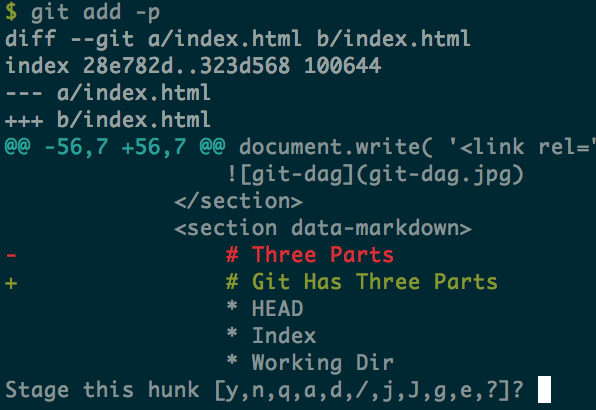 $ git add -p
diff --git a/index.html b/index.html
index 28e782d..323d568 100644
--- a/index.html
+++ b/index.html
@@ -56,7 +56,7 @@ document.write( '<link rel='
                 ![git-dag](git-dag.jpg)
             </section>
             <section data-markdown>
-                # Three Parts
+                # Git Has Three Parts
                 * HEAD
                 * Index
                 * Working Dir
Stage this hunk [y,n,q,a,d,/,j,J,g,e,?]?